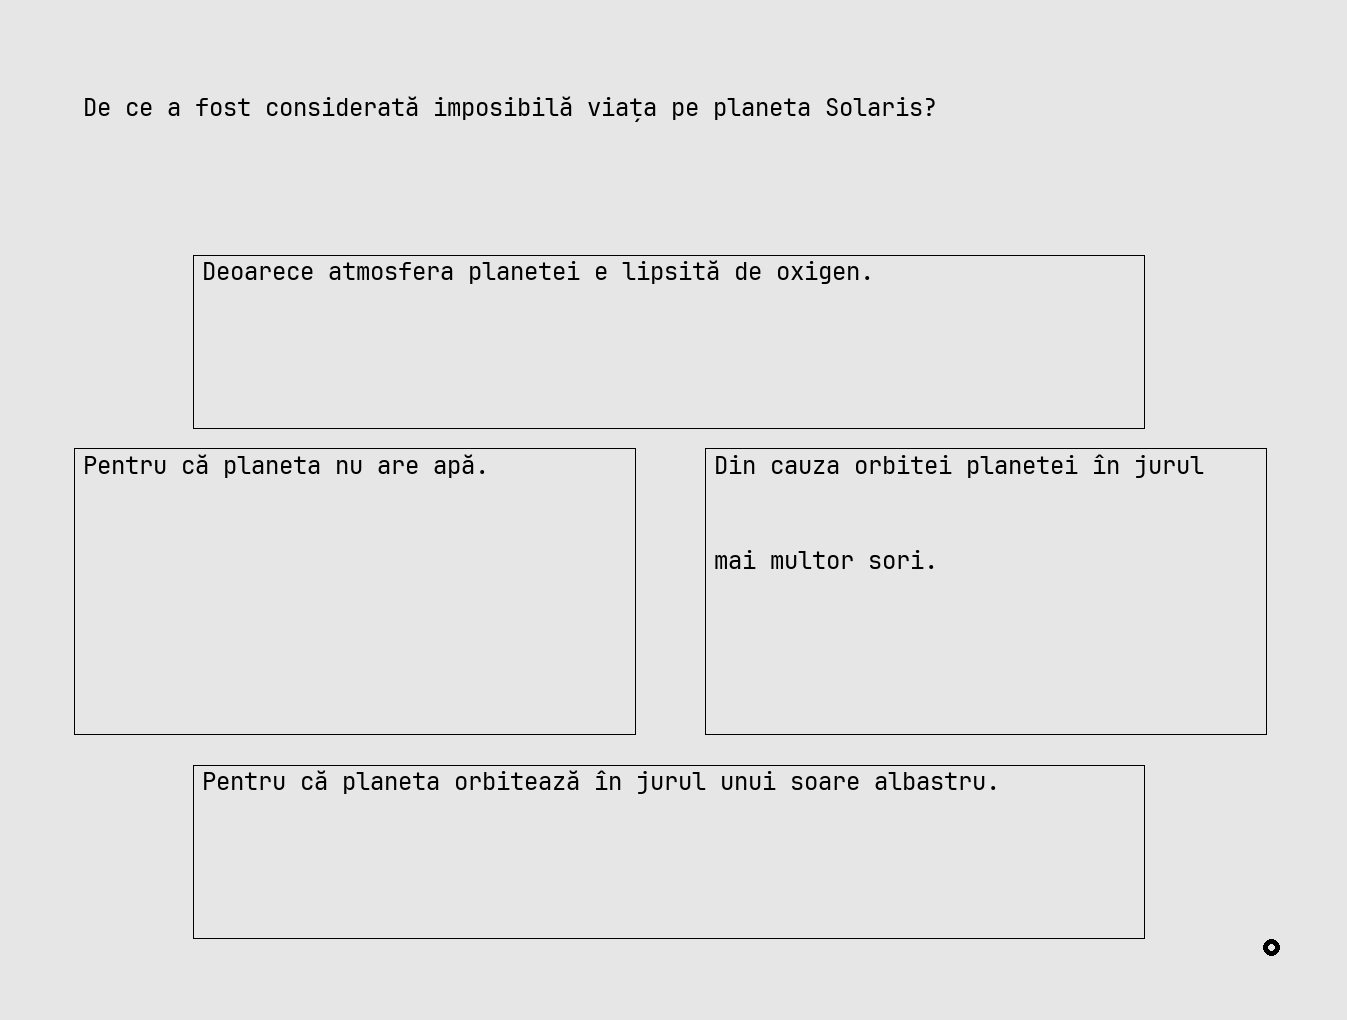 De ce a fost considerată imposibilă viața pe planeta Solaris?
Deoarece atmosfera planetei e lipsită de oxigen.
Pentru că planeta nu are apă.
Din cauza orbitei planetei în jurul
mai multor sori.
Pentru că planeta orbitează în jurul unui soare albastru.